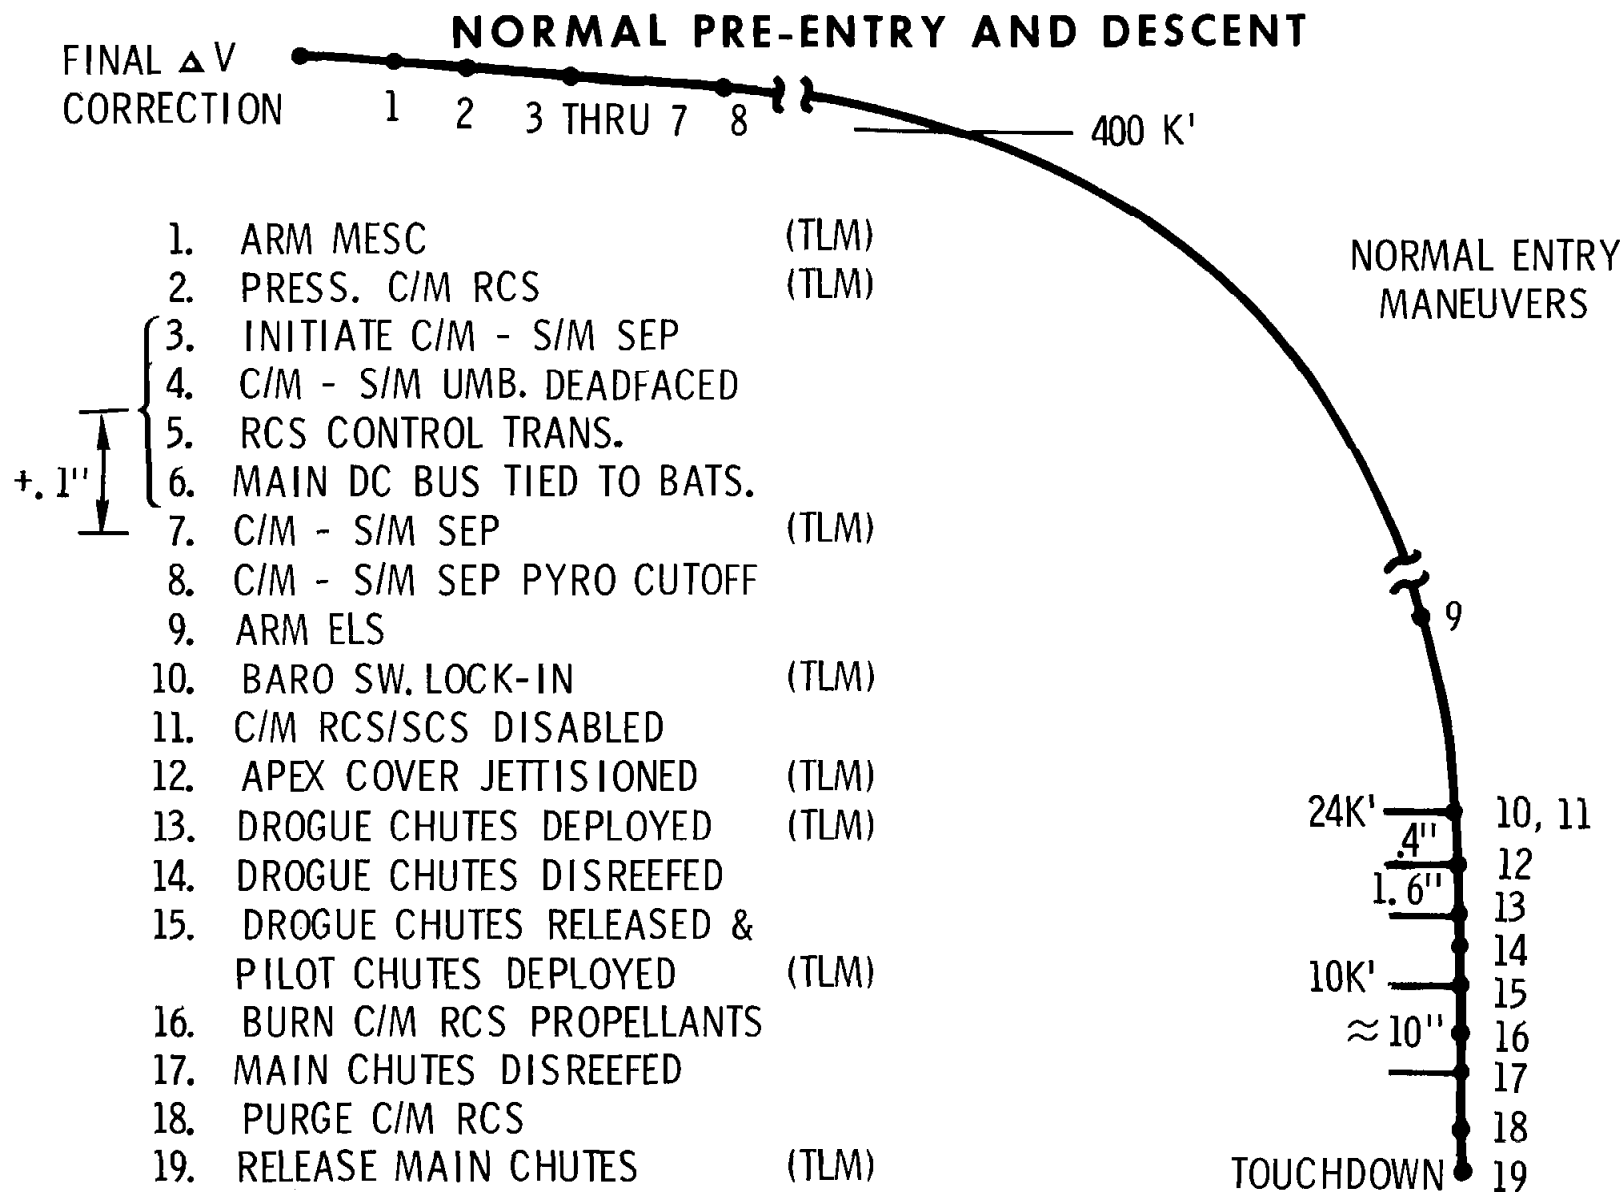 NORMAL PRE-ENTRY AND DESCENT
FINAL Δ V
CORRECTION
1 2 3 THRU 7 8
400 K'
NORMAL ENTRY
MANEUVERS
1. ARM MESC (TLM)
2. PRESS. C/M RCS (TLM)
3. INITIATE C/M - S/M SEP
4. C/M - S/M UMB. DEADFACED
5. RCS CONTROL TRANS.
6. MAIN DC BUS TIED TO BATS.
+.1"
7. C/M - S/M SEP (TLM)
8. C/M - S/M SEP PYRO CUTOFF
9. ARM ELS
10. BARO SW. LOCK-IN (TLM)
11. C/M RCS/SCS DISABLED
12. APEX COVER JETTISIONED (TLM)
13. DROGUE CHUTES DEPLOYED (TLM)
14. DROGUE CHUTES DISREEFED
15. DROGUE CHUTES RELEASED &
PILOT CHUTES DEPLOYED (TLM)
16. BURN C/M RCS PROPELLANTS
17. MAIN CHUTES DISREEFED
18. PURGE C/M RCS
19. RELEASE MAIN CHUTES (TLM)
9
24K' 10, 11
.4"
12
1.6"
13
14
10K' 15
≈10" 16
17
18
TOUCHDOWN 19